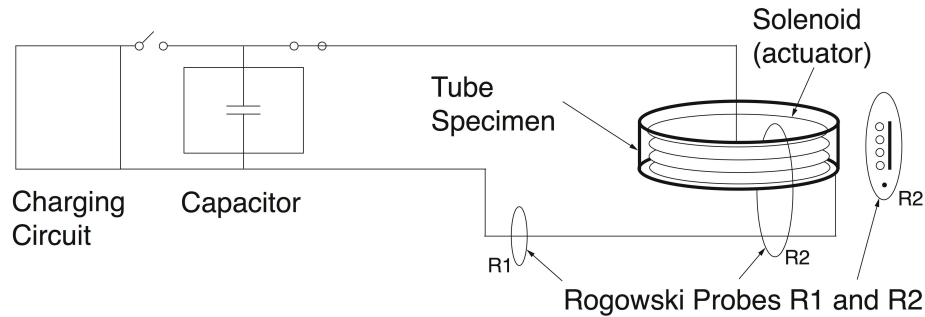 Solenoid
(actuator)
Tube
Specimen
Charging
Circuit
Capacitor
R2
R1
R2
Rogowski Probes R1 and R2